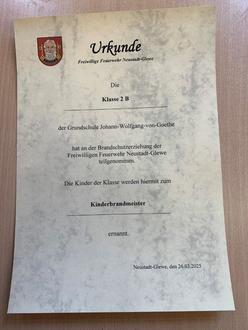 Urkunde
Freiwillige Feuerwehr Neustadt-Glewe
Die
Klasse 2 B
der Grundschule Johann-Wolfgang-von-Goethe
hat an der Brandschutzerziehung der
Freiwilligen Feuerwehr Neustadt-Glewe
teilgenommen.
Die Kinder der Klasse werden hiermit zum
Kinderbrandmeister
ernannt.
Neustadt-Glewe, den 26.03.2025